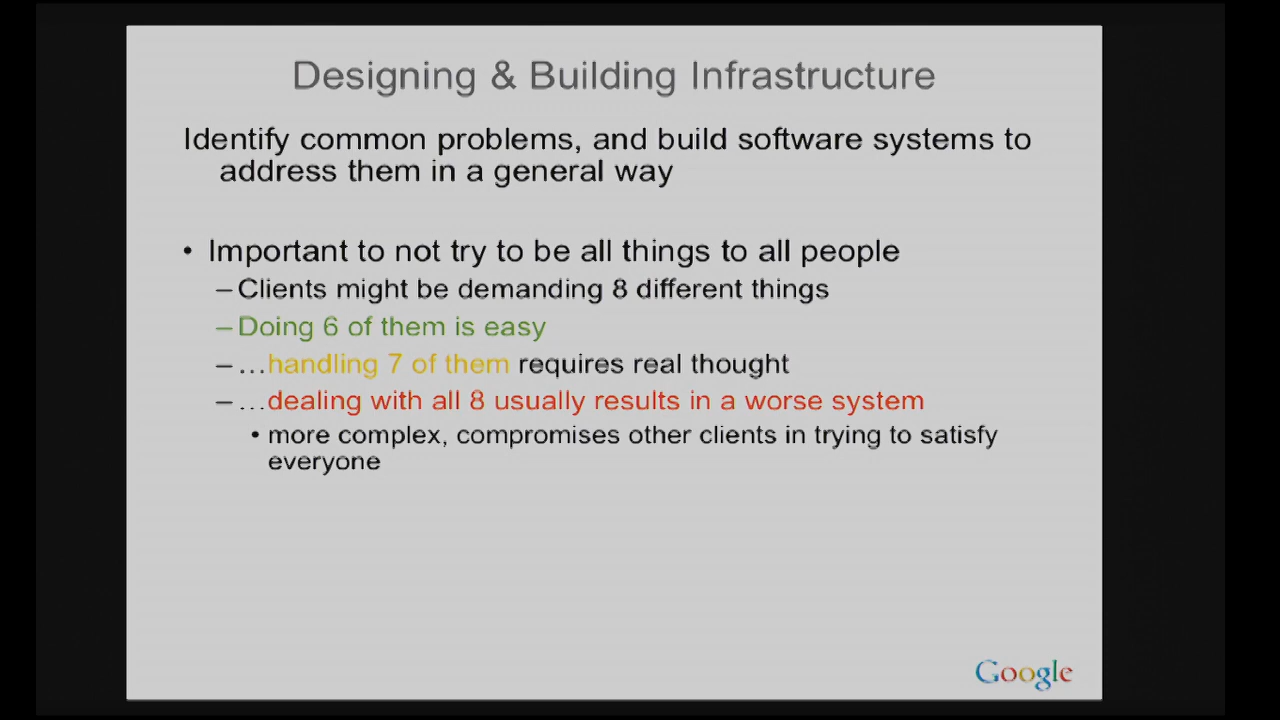 Designing & Building Infrastructure
Identify common problems, and build software systems to
address them in a general way
• Important to not try to be all things to all people
– Clients might be demanding 8 different things
– Doing 6 of them is easy
– …handling 7 of them requires real thought
– …dealing with all 8 usually results in a worse system
• more complex, compromises other clients in trying to satisfy
everyone
Google